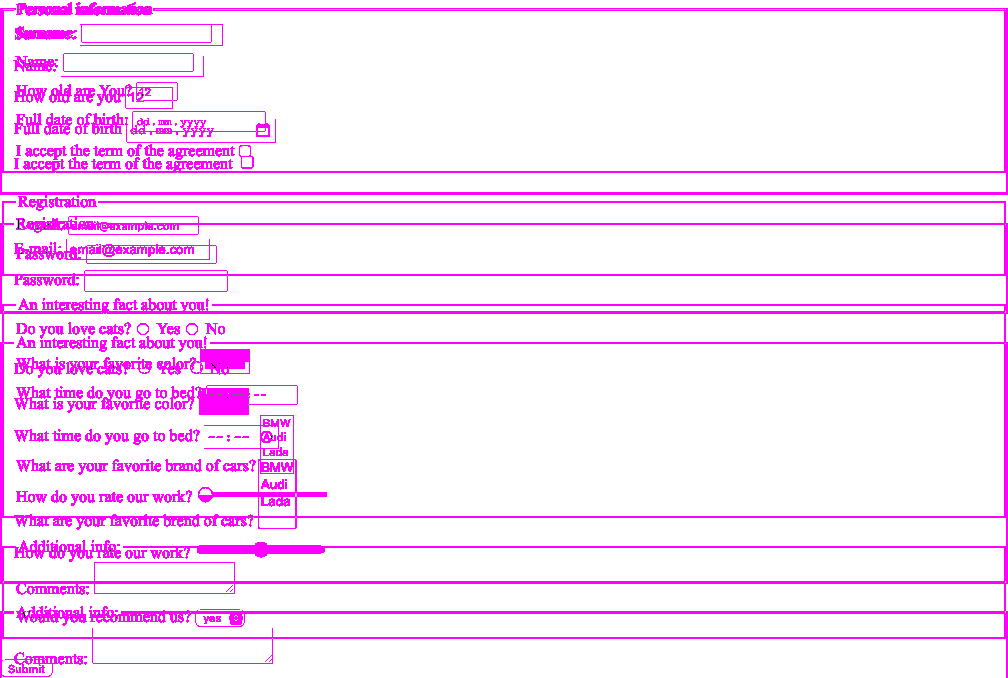 Personal information
Surname:
Name:
Name:
How old are You? 42
How old are you 12
Full date of birth: dd.mm.yyyy
Full date of birth dd.mm.yyyy
I accept the term of the agreement
I accept the term of the agreement
Registration
Registration
email@example.com
E-mail: email@example.com
Password:
Password:
An interesting fact about you!
Do you love cats? Yes No
An interesting fact about you!
What is your favorite color?
Do you love cats? Yes No
What time do you go to bed? --:--
What is your favorite color?
BMW
What time do you go to bed? --:-- Audi
Lada
What are your favorite brand of cars? BMW
Audi
How do you rate our work?
Lada
What are your favorite brend of cars?
Additional info:
How do you rate our work?
Comments:
Additional info:
Would you recommend us? yes
Comments:
Submit